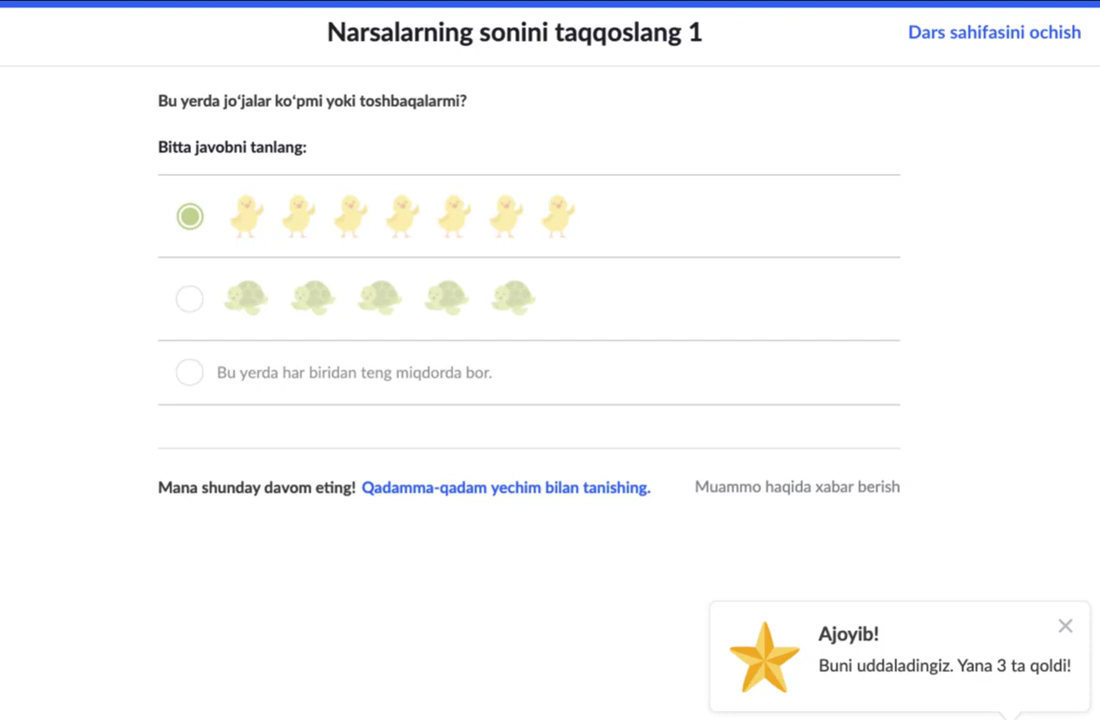 Narsalarning sonini taqqoslang 1
Dars sahifasini ochish
Bu yerda jo‘jalar ko‘pmi yoki toshbaqalarmi?
Bitta javobni tanlang:
Bu yerda har biridan teng miqdorda bor.
Mana shunday davom eting! Qadamma-qadam yechim bilan tanishing.
Muammo haqida xabar berish
Ajoyib!
Buni uddaladingiz. Yana 3 ta qoldi!